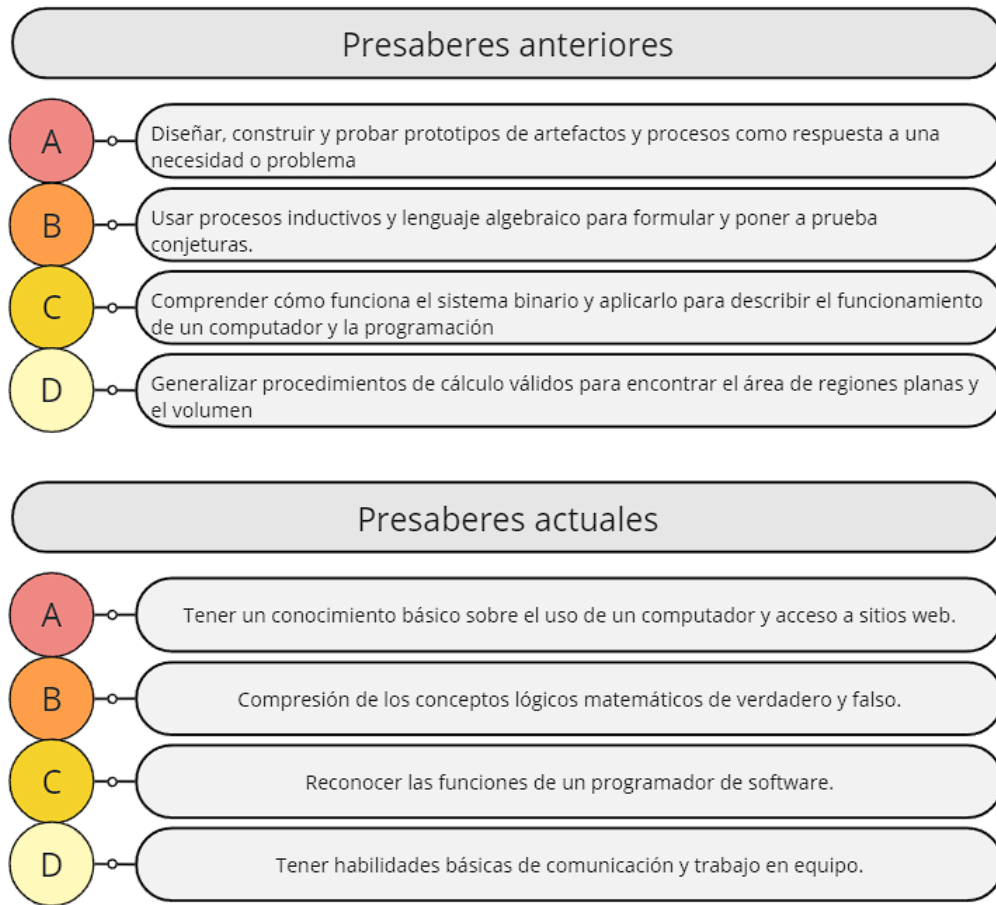 Presaberes anteriores
A
Diseñar, construir y probar prototipos de artefactos y procesos como respuesta a una
necesidad o problema
B
Usar procesos inductivos y lenguaje algebraico para formular y poner a prueba
conjeturas.
C
Comprender cómo funciona el sistema binario y aplicarlo para describir el funcionamiento
de un computador y la programación
D
Generalizar procedimientos de cálculo válidos para encontrar el área de regiones planas y
el volumen
Presaberes actuales
A
Tener un conocimiento básico sobre el uso de un computador y acceso a sitios web.
B
Compresión de los conceptos lógicos matemáticos de verdadero y falso.
C
Reconocer las funciones de un programador de software.
D
Tener habilidades básicas de comunicación y trabajo en equipo.